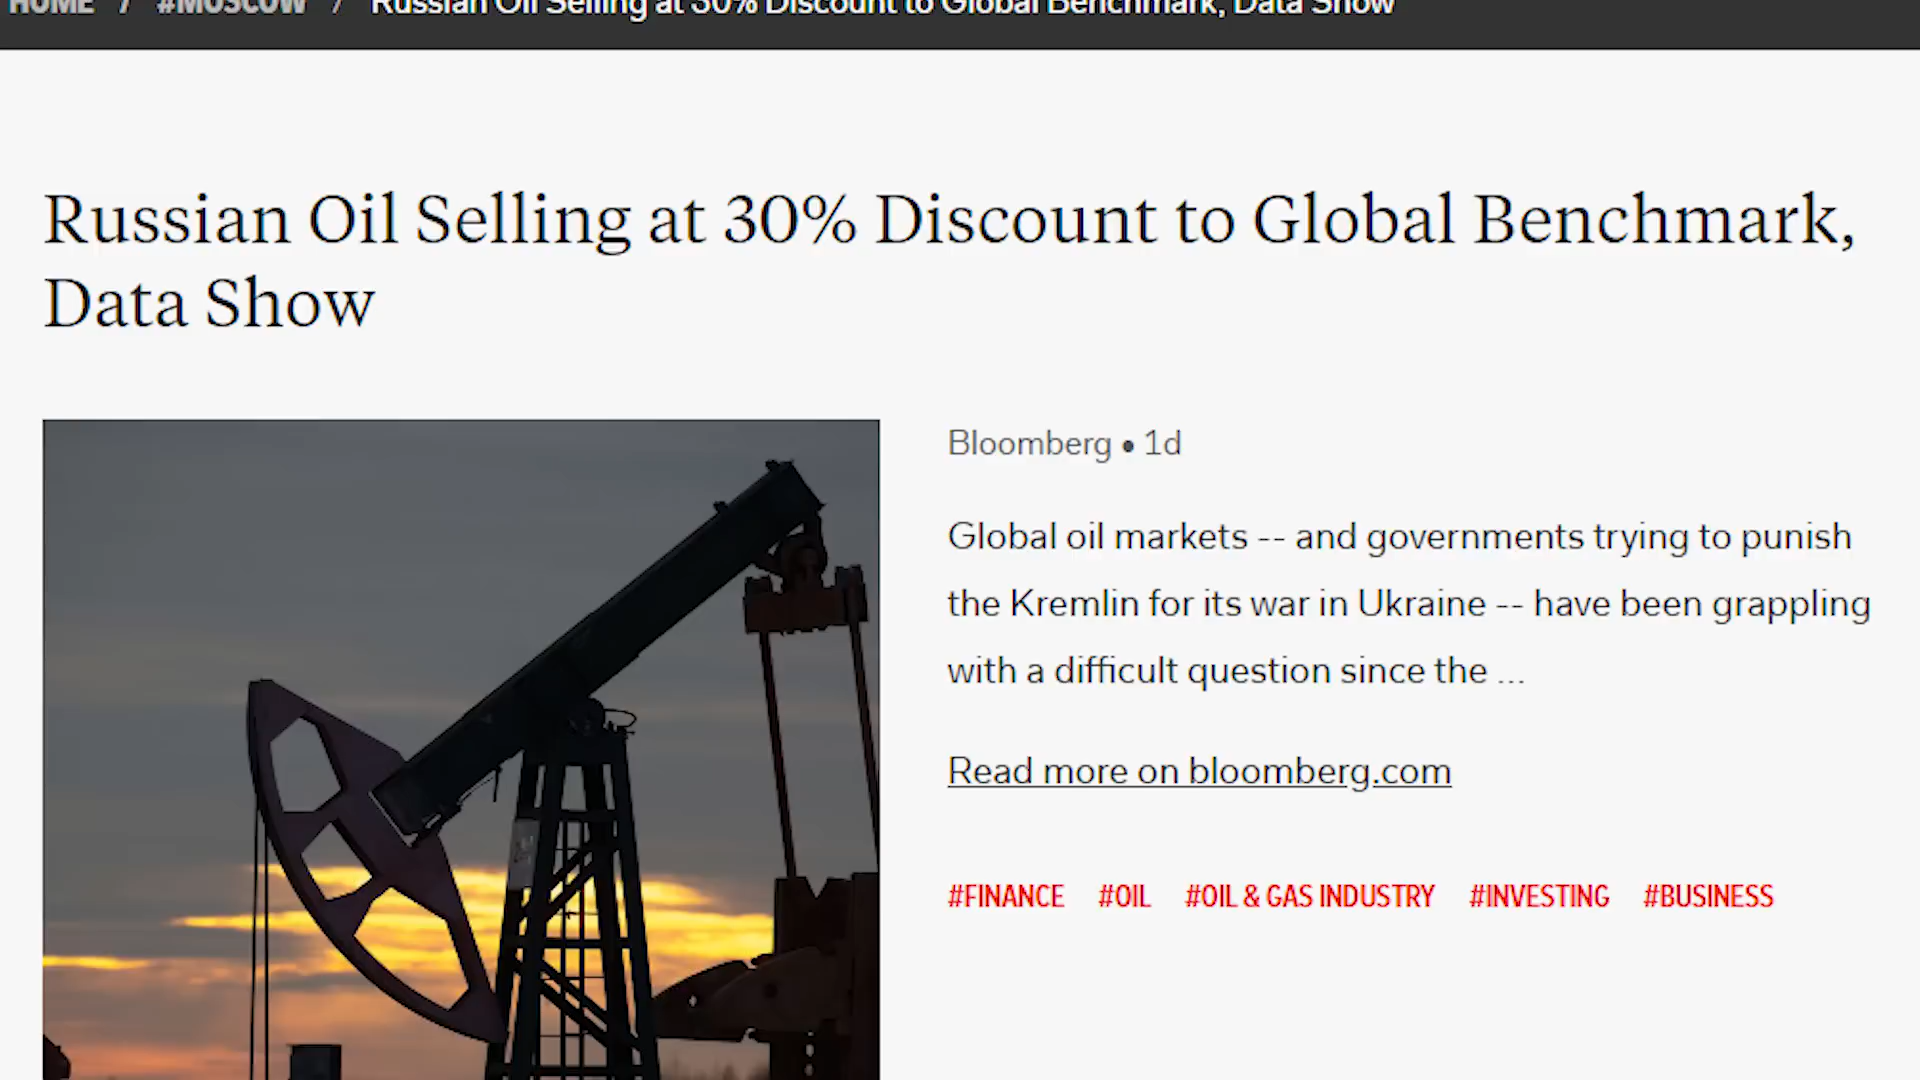 HOME / #MOSCOW / Russian Oil Selling at 30% Discount to Global Benchmark, Data Show
Russian Oil Selling at 30% Discount to Global Benchmark,
Data Show
Bloomberg • 1d
Global oil markets -- and governments trying to punish
the Kremlin for its war in Ukraine -- have been grappling
with a difficult question since the ...
Read more on bloomberg.com
#FINANCE #OIL #OIL & GAS INDUSTRY #INVESTING #BUSINESS